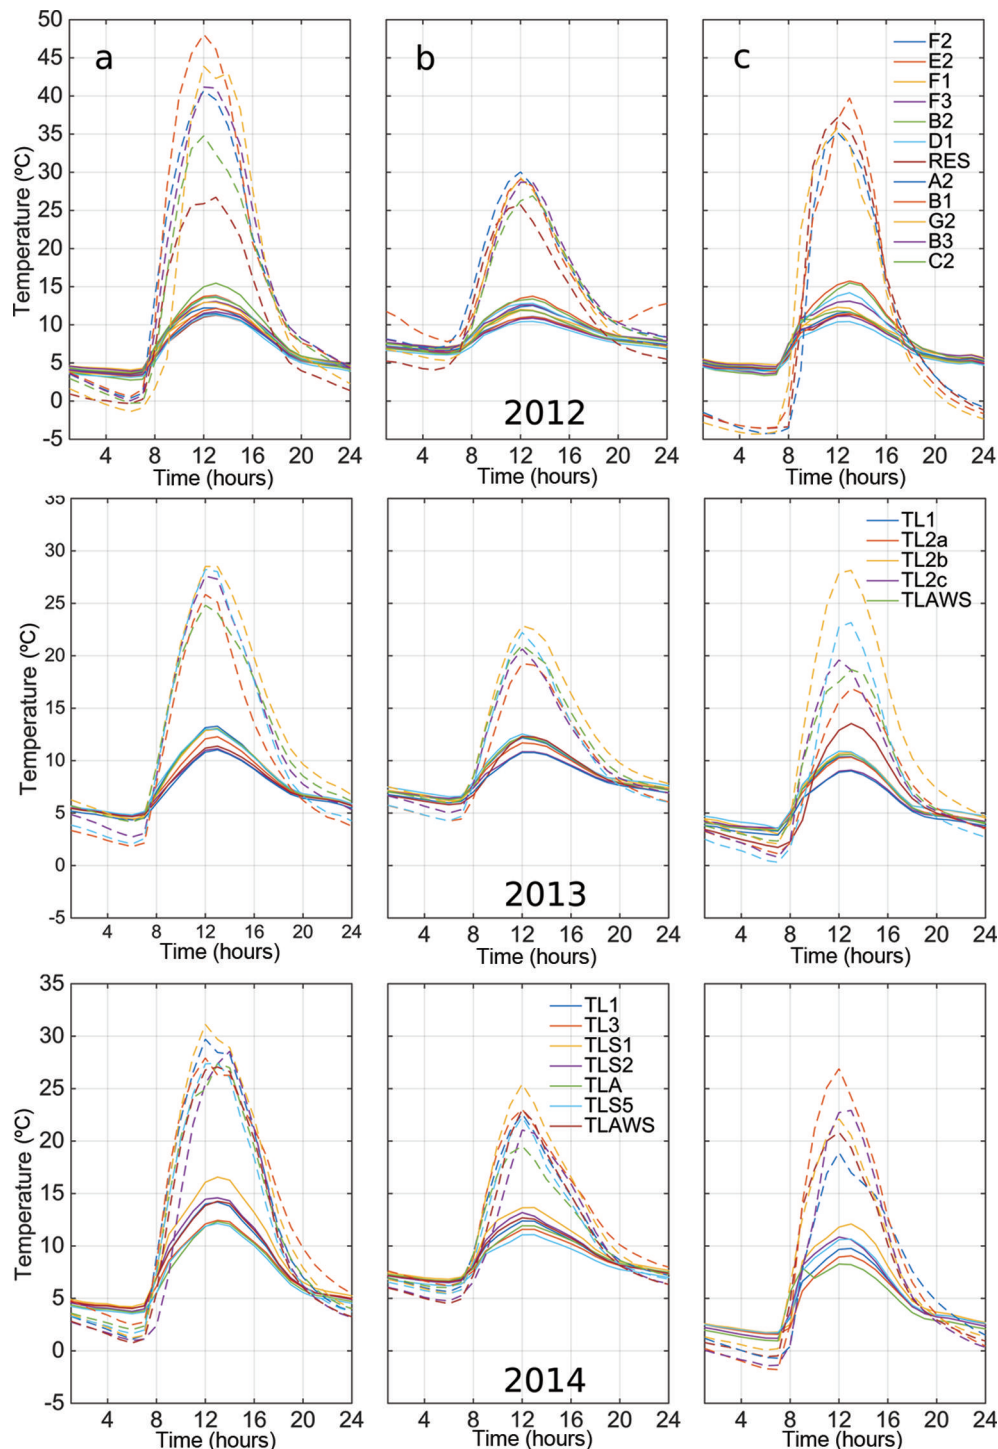 50
45
40
35
30
25
20
15
10
5
0
-5
Temperature (ºC)
a
b
c
F2
E2
F1
F3
B2
D1
RES
A2
B1
G2
B3
C2
2012
4 8 12 16 20 24
4 8 12 16 20 24
4 8 12 16 20 24
Time (hours)
Time (hours)
Time (hours)
35
30
25
20
15
10
5
0
-5
Temperature (ºC)
TL1
TL2a
TL2b
TL2c
TLAWS
2013
4 8 12 16 20 24
4 8 12 16 20 24
4 8 12 16 20 24
Time (hours)
Time (hours)
Time (hours)
35
30
25
20
15
10
5
0
-5
Temperature (ºC)
TL1
TL3
TLS1
TLS2
TLA
TLS5
TLAWS
2014
4 8 12 16 20 24
4 8 12 16 20 24
4 8 12 16 20 24
Time (hours)
Time (hours)
Time (hours)